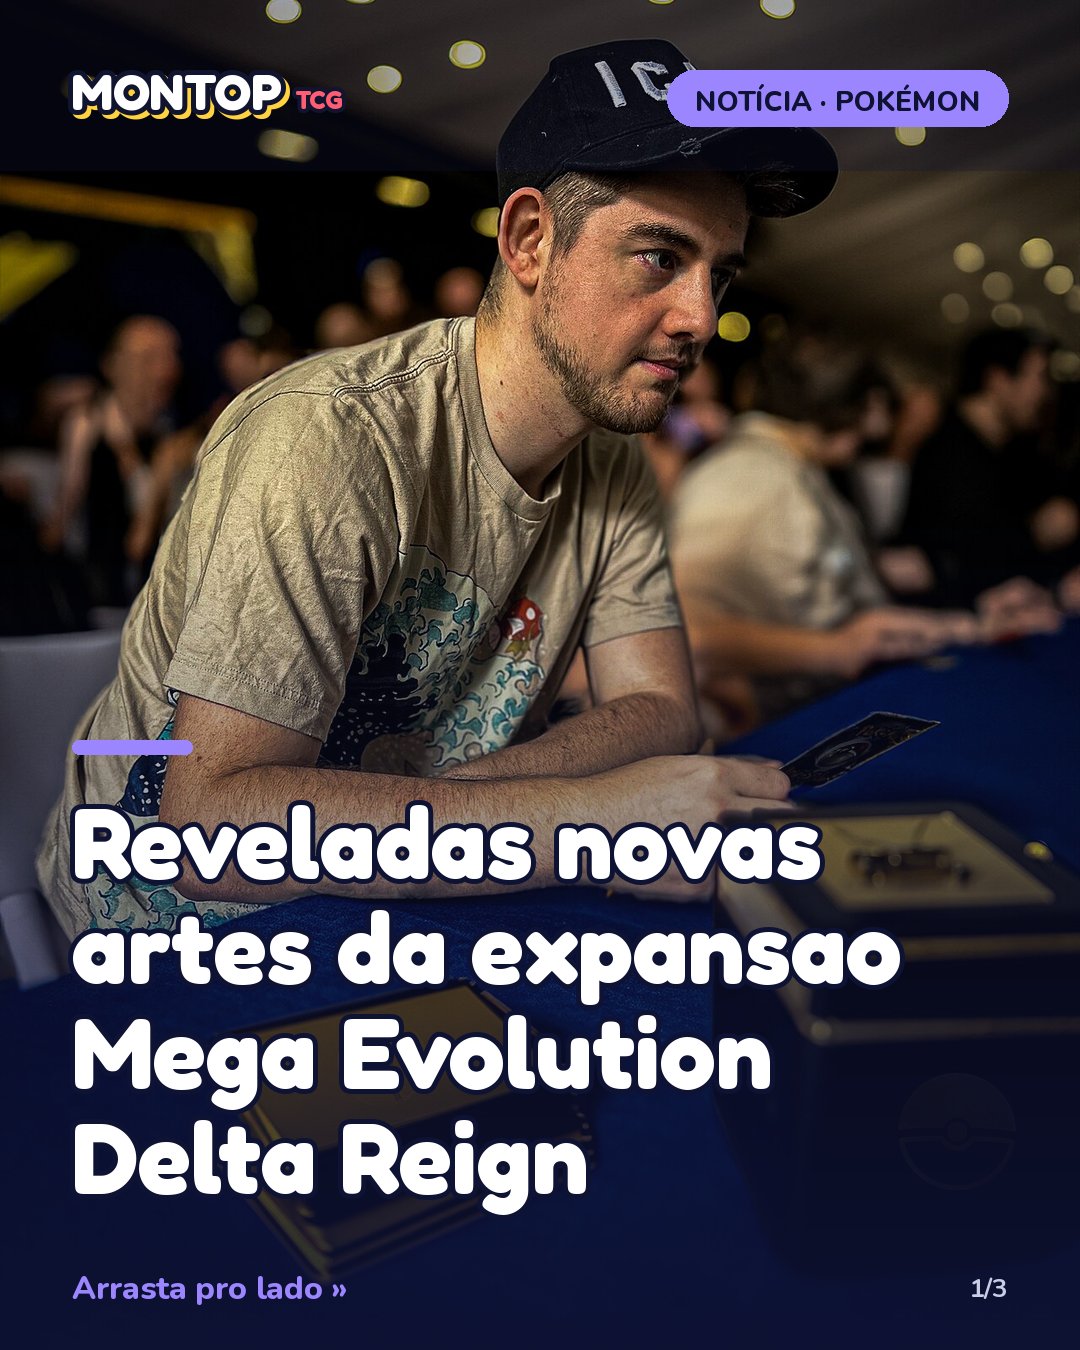 MONTOP TCG
NOTÍCIA · POKÉMON
Reveladas novas
artes da expansao
Mega Evolution
Delta Reign
Arrasta pro lado »
1/3